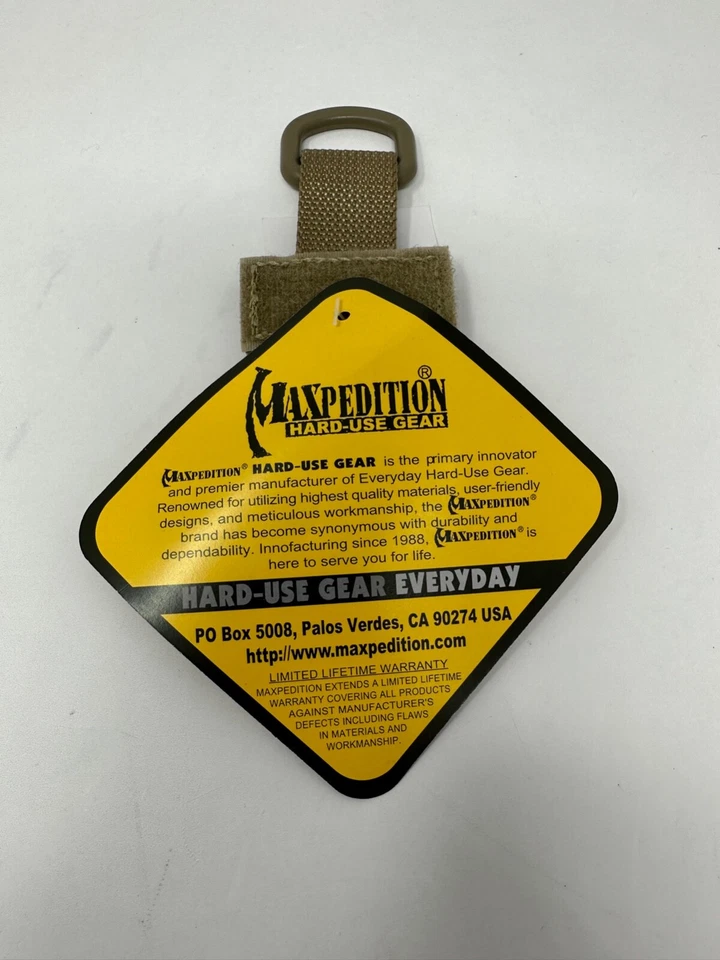 MAXPEDITION®
HARD-USE GEAR
MAXPEDITION® HARD-USE GEAR is the primary innovator
and premier manufacturer of Everyday Hard-Use Gear.
Renowned for utilizing highest quality materials, user-friendly
designs, and meticulous workmanship, the MAXPEDITION®
brand has become synonymous with durability and
dependability. Innofacturing since 1988, MAXPEDITION® is
here to serve you for life.
HARD-USE GEAR EVERYDAY
PO Box 5008, Palos Verdes, CA 90274 USA
http://www.maxpedition.com
LIMITED LIFETIME WARRANTY
MAXPEDITION EXTENDS A LIMITED LIFETIME
WARRANTY COVERING ALL PRODUCTS
AGAINST MANUFACTURER'S
DEFECTS INCLUDING FLAWS
IN MATERIALS AND
WORKMANSHIP.